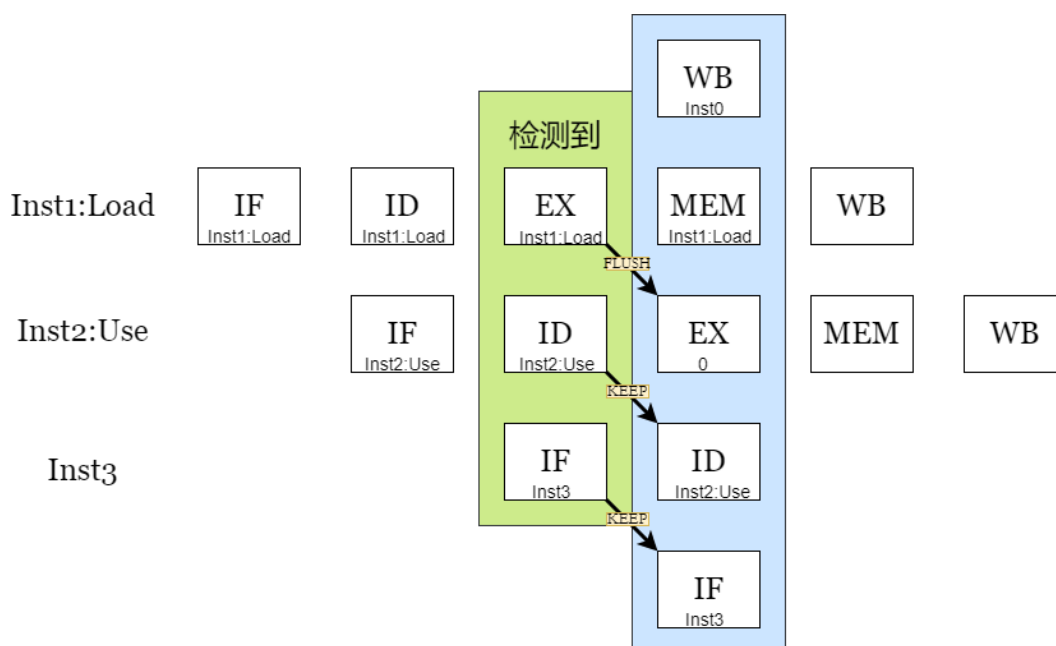 WB
Inst0
检测到
Inst1:Load
IF
Inst1:Load
ID
Inst1:Load
EX
Inst1:Load
MEM
Inst1:Load
WB
FLUSH
Inst2:Use
IF
Inst2:Use
ID
Inst2:Use
EX
0
MEM
WB
KEEP
Inst3
IF
Inst3
ID
Inst2:Use
KEEP
IF
Inst3